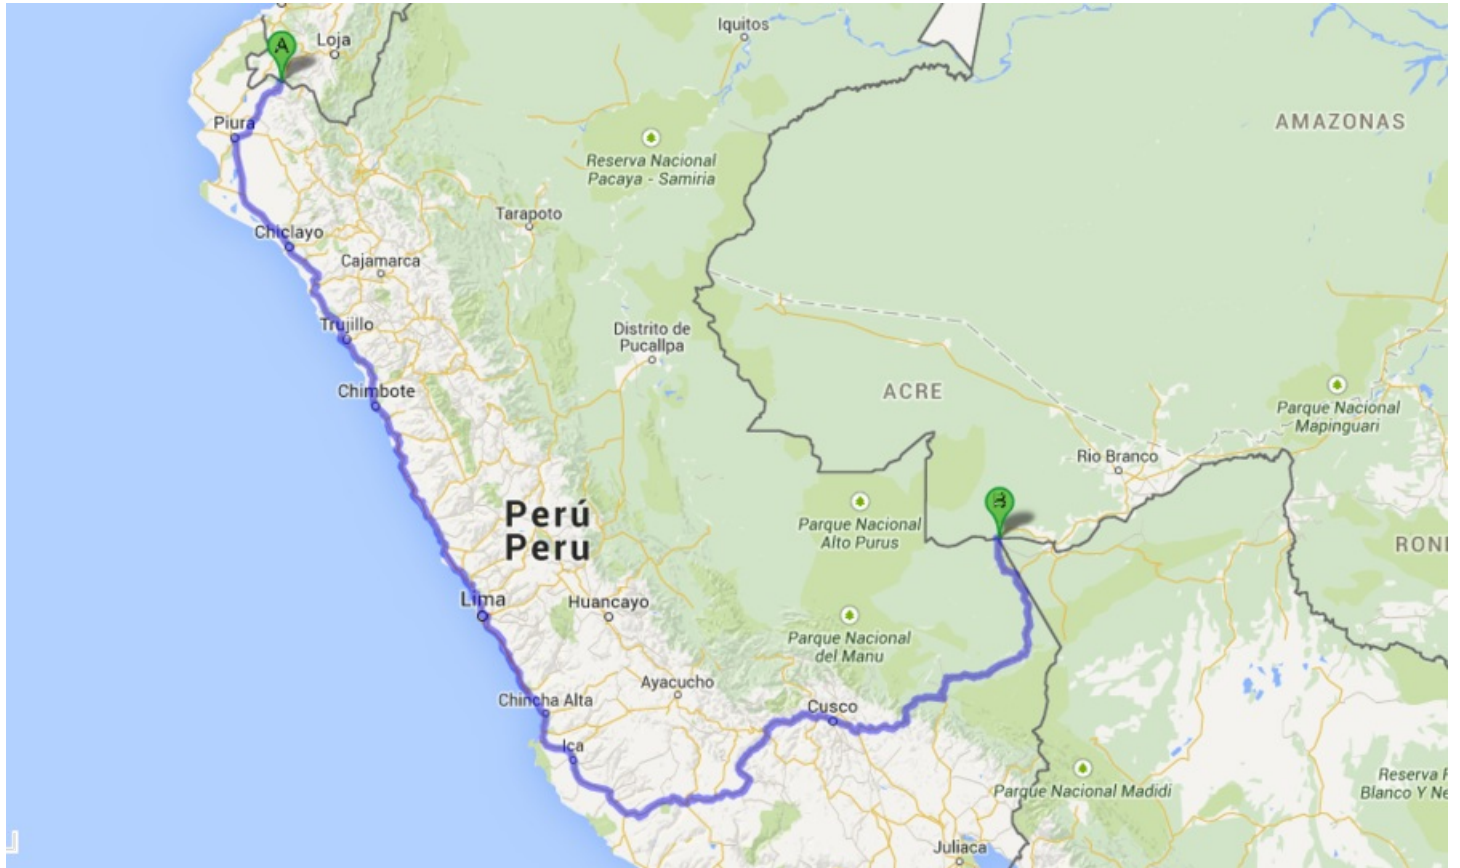 Iquitos
A
Loja
AMAZONAS
Piura
Reserva Nacional
Pacaya - Samiria
Tarapoto
Chiclayo
Cajamarca
Trujillo
Distrito de
Pucallpa
Chimbote
ACRE
Parque Nacional
Mapinguari
Rio Branco
B
Perú
Peru
Parque Nacional
Alto Purus
RON
Lima
Huancayo
Parque Nacional
del Manu
Ayacucho
Chincha Alta
Cusco
Ica
Parque Nacional Madidi
Reserva
Blanco Y Ne
Juliaca